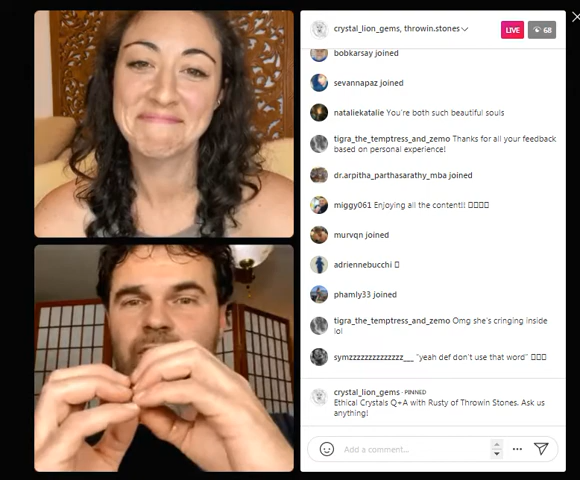 crystal_lion_gems, throwin.stones
LIVE
68
bobkarsay joined
sevannapaz joined
nataliekatalie You're both such beautiful souls
tigra_the_temptress_and_zemo Thanks for all your feedback
based on personal experience!
dr.arpitha_parthasarathy_mba joined
miggy061 Enjoying all the content!!
murvqn joined
adriennebucchi
phamly33 joined
tigra_the_temptress_and_zemo Omg she's cringing inside
lol
symzzzzzzzzzzzzzz___ "yeah def don't use that word"
crystal_lion_gems · PINNED
Ethical Crystals Q+A with Rusty of Throwin Stones. Ask us
anything!
Add a comment...